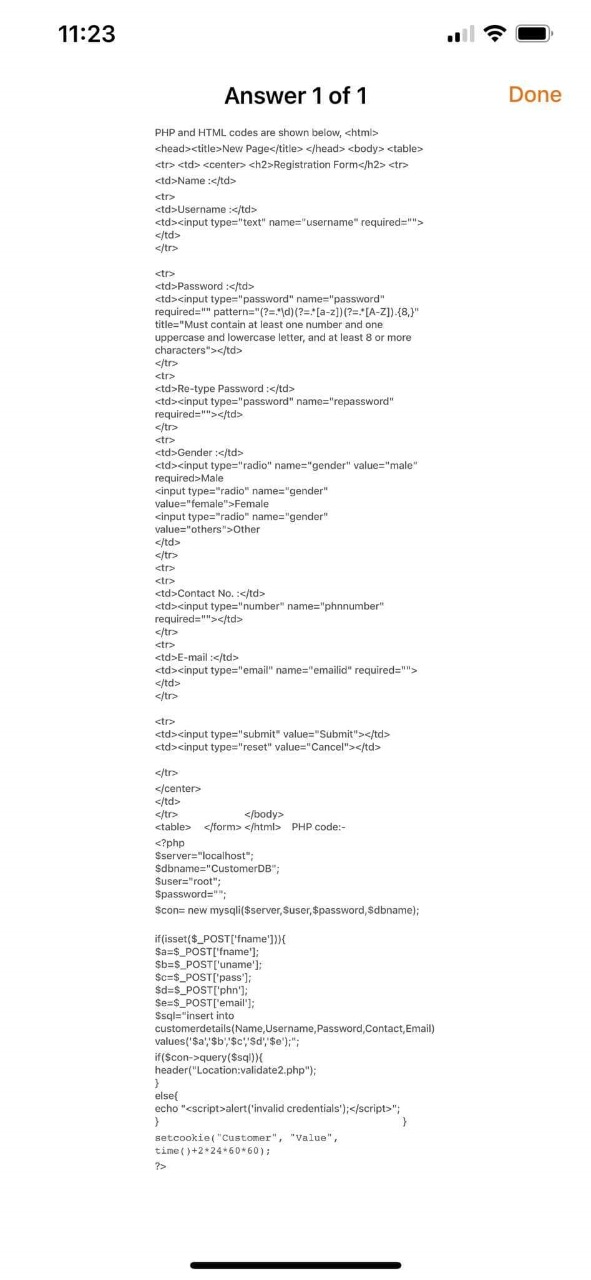 11:23
Answer 1 of 1
Done
PHP and HTML codes are shown below, <html>
<head><title>New Page</title> </head> <body> <table>
<tr> <td> <center> <h2>Registration Form</h2> <tr>
<td>Name :</td>
<tr>
<td>Username :</td>
<td><input type="text" name="username" required="">
</td>
</tr>
<tr>
<td>Password :</td>
<td><input type="password" name="password"
required="" pattern="(?=.*\d)(?=.*[a-z])(?=.*[A-Z]).{8,}"
title="Must contain at least one number and one
uppercase and lowercase letter, and at least 8 or more
characters"></td>
</tr>
<tr>
<td>Re-type Password :</td>
<td><input type="password" name="repassword"
required=""></td>
</tr>
<tr>
<td>Gender :</td>
<td><input type="radio" name="gender" value="male"
required>Male
<input type="radio" name="gender"
value="female">Female
<input type="radio" name="gender"
value="others">Other
</td>
</tr>
<tr>
<tr>
<td>Contact No. :</td>
<td><input type="number" name="phnnumber"
required=""></td>
</tr>
<tr>
<td>E-mail :</td>
<td><input type="email" name="emailid" required="">
</td>
</tr>
<tr>
<td><input type="submit" value="Submit"></td>
<td><input type="reset" value="Cancel"></td>
</tr>
</center>
</td>
</tr> </body>
<table> </form> </html> PHP code:-
<?php
$server="localhost";
$dbname="CustomerDB";
$user="root";
$password="";
$con= new mysqli($server,$user,$password,$dbname);
if(isset($_POST['fname'])){
$a=$_POST['fname'];
$b=$_POST['uname'];
$c=$_POST['pass'];
$d=$_POST['phn'];
$e=$_POST['email'];
$sql="insert into
customerdetails(Name,Username,Password,Contact,Email)
values('$a','$b','$c','$d','$e');";
if($con->query($sql)){
header("Location:validate2.php");
}
else{
echo "<script>alert('invalid credentials');</script>";
} }
setcookie("Customer", "Value",
time()+2*24*60*60);
?>